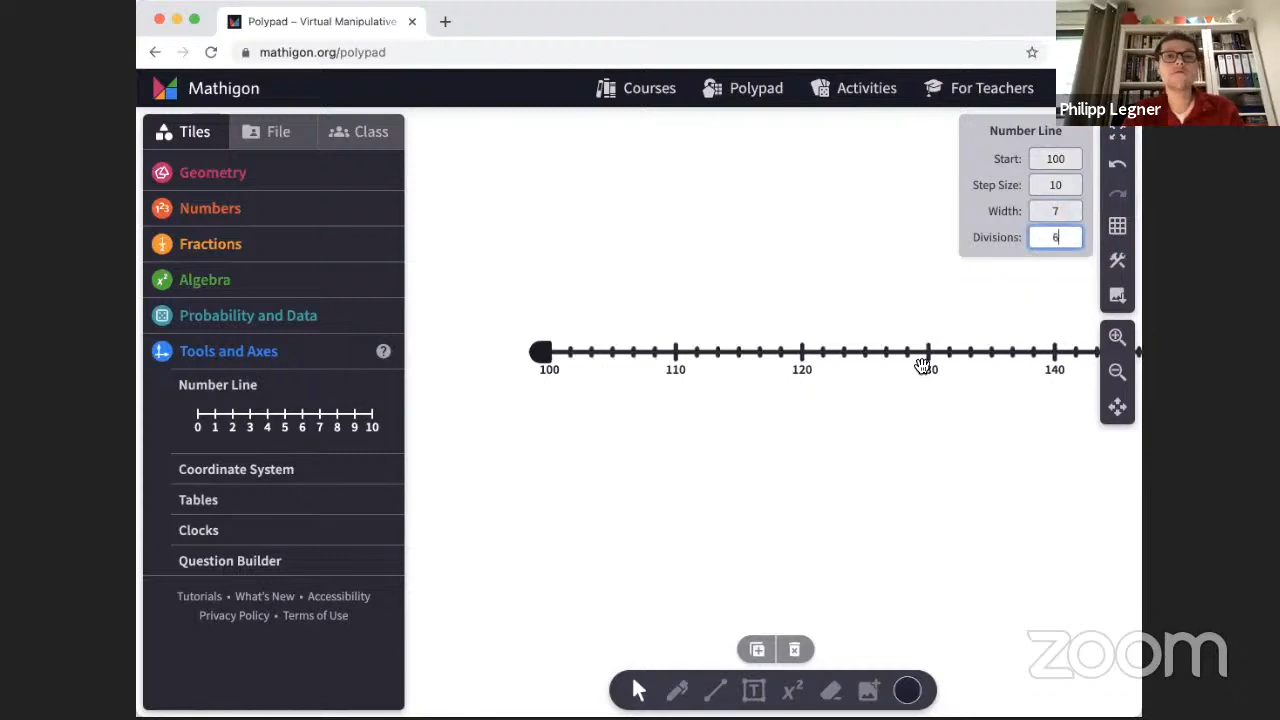 Polypad – Virtual Manipulative
mathigon.org/polypad
Mathigon
Courses
Polypad
Activities
For Teachers
Philipp Legner
Tiles
File
Class
Geometry
Numbers
Fractions
Algebra
Probability and Data
Tools and Axes
?
Number Line
0 1 2 3 4 5 6 7 8 9 10
Coordinate System
Tables
Clocks
Question Builder
Tutorials • What's New • Accessibility
Privacy Policy • Terms of Use
Number Line
Start: 100
Step Size: 10
Width: 7
Divisions: 6
100 110 120 130 140
T
x²
zoom